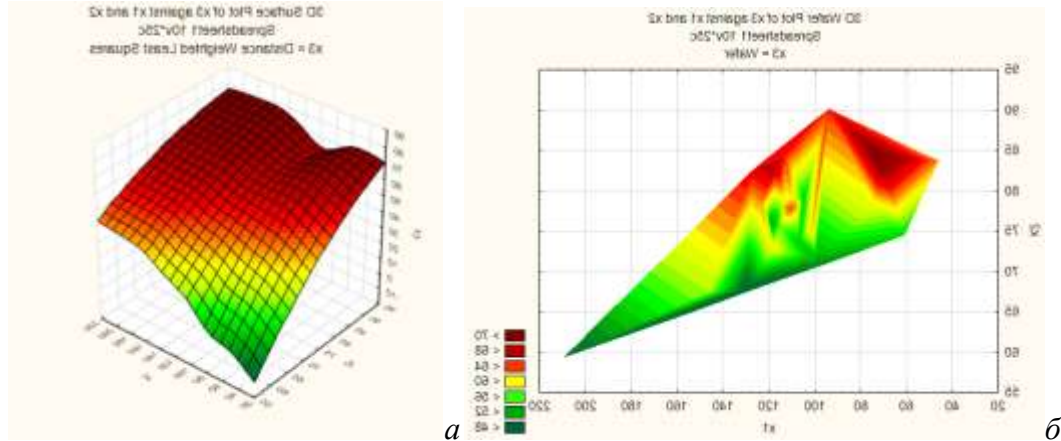 3D Surface Plot of x3 against x1 and x2
Spreadsheet1 10v*25c
x3 = Distance Weighted Least Squares
а
3D Wafer Plot of x3 against x1 and x2
Spreadsheet1 10v*25c
x3 = Wafer
95
90
85
80
75
x2
70
65
60
55
220 200 180 160 140 120 100 80 60 40 20
x1
> 70
< 68
< 64
< 60
< 56
< 52
< 48
б